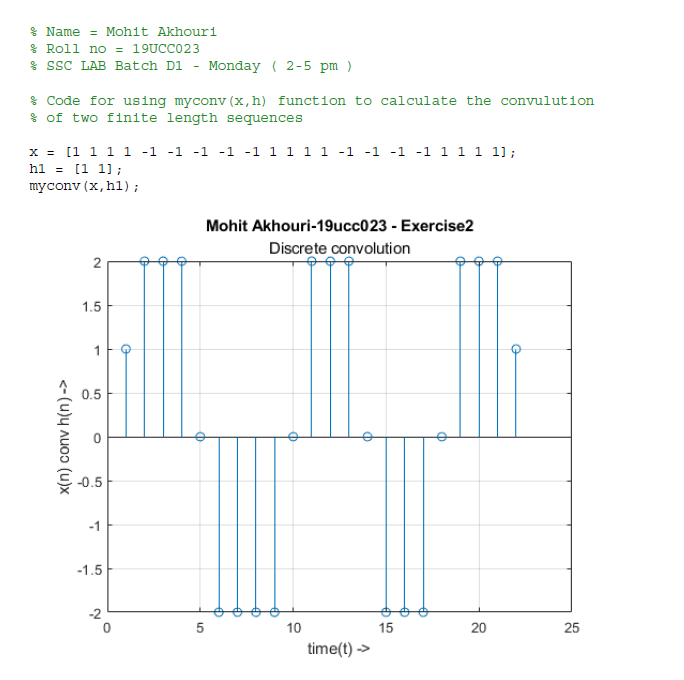 % Name = Mohit Akhouri
% Roll no = 19UCC023
% SSC LAB Batch D1 - Monday ( 2-5 pm )
% Code for using myconv(x,h) function to calculate the convulution
% of two finite length sequences
x = [1 1 1 1 -1 -1 -1 -1 -1 1 1 1 1 -1 -1 -1 -1 1 1 1 1];
h1 = [1 1];
myconv(x,h1);
Mohit Akhouri-19ucc023 - Exercise2
Discrete convolution
2
1.5
1
0.5
0
-0.5
-1
-1.5
-2
x(n) conv h(n) ->
0 5 10 15 20 25
time(t) ->